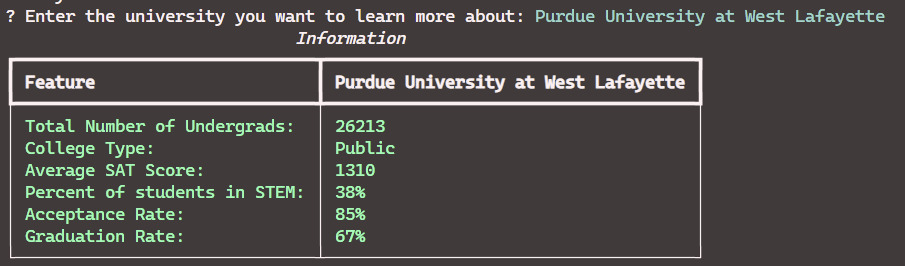 ? Enter the university you want to learn more about: Purdue University at West Lafayette
Information
Feature Purdue University at West Lafayette
Total Number of Undergrads: 26213
College Type: Public
Average SAT Score: 1310
Percent of students in STEM: 38%
Acceptance Rate: 85%
Graduation Rate: 67%